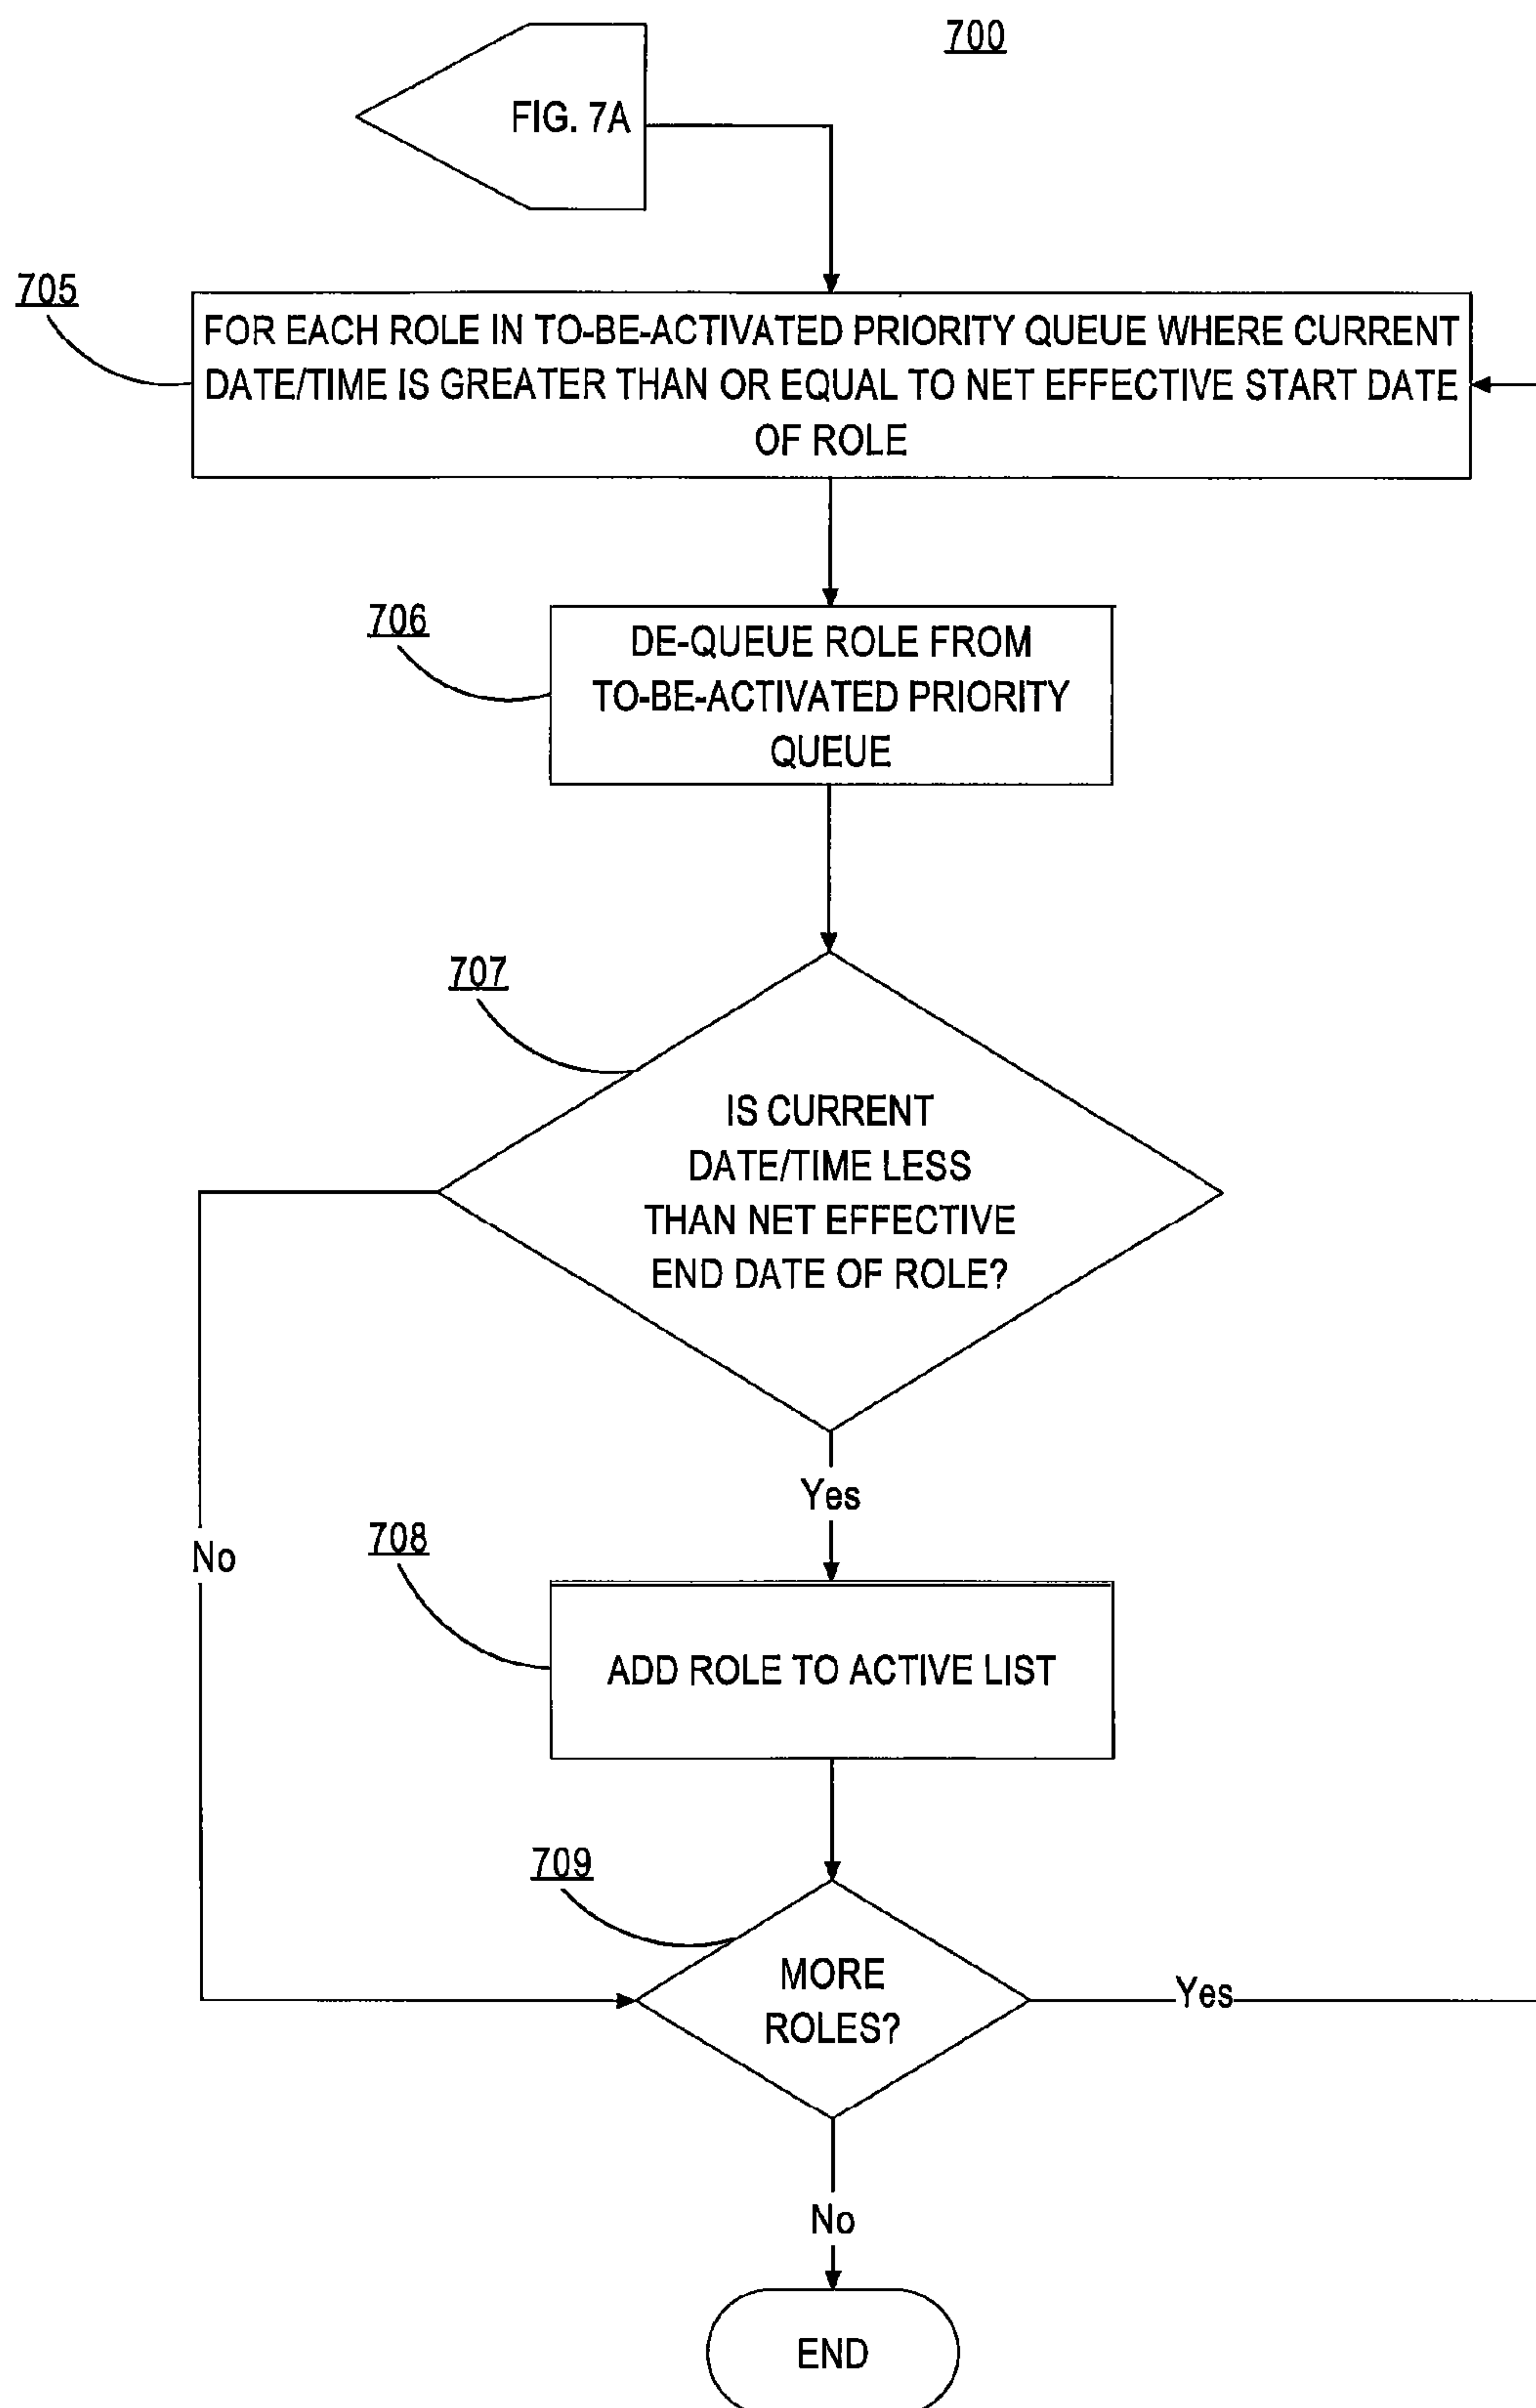 700
FIG. 7A
705
FOR EACH ROLE IN TO-BE-ACTIVATED PRIORITY QUEUE WHERE CURRENT
DATE/TIME IS GREATER THAN OR EQUAL TO NET EFFECTIVE START DATE
OF ROLE
706
DE-QUEUE ROLE FROM
TO-BE-ACTIVATED PRIORITY
QUEUE
707
IS CURRENT
DATE/TIME LESS
THAN NET EFFECTIVE
END DATE OF ROLE?
Yes
No
708
ADD ROLE TO ACTIVE LIST
709
MORE
ROLES?
Yes
No
END